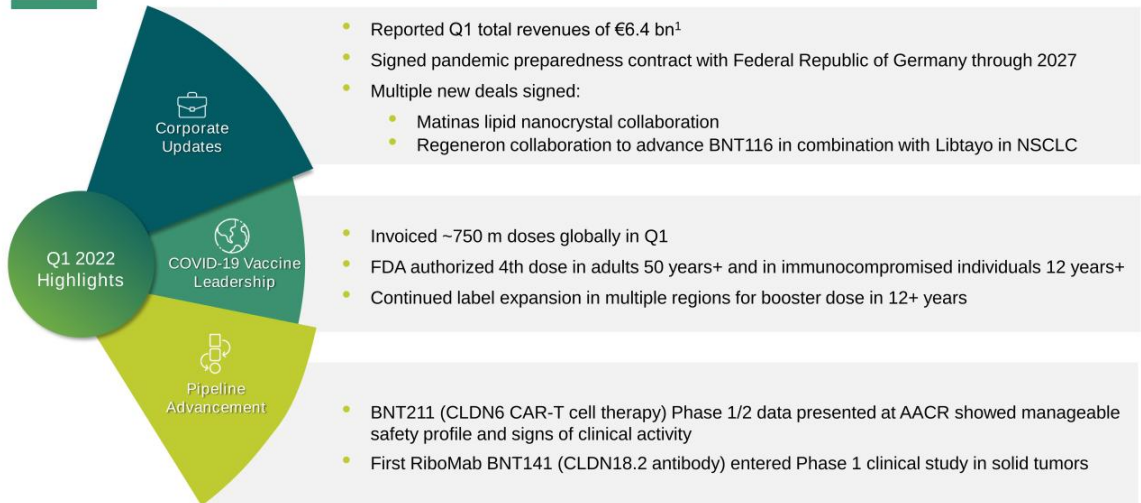 Q1 2022
Highlights
Corporate
Updates
Reported Q1 total revenues of €6.4 bn1
Signed pandemic preparedness contract with Federal Republic of Germany through 2027
Multiple new deals signed:
Matinas lipid nanocrystal collaboration
Regeneron collaboration to advance BNT116 in combination with Libtayo in NSCLC
COVID-19 Vaccine
Leadership
Invoiced ~750 m doses globally in Q1
FDA authorized 4th dose in adults 50 years+ and in immunocompromised individuals 12 years+
Continued label expansion in multiple regions for booster dose in 12+ years
Pipeline
Advancement
BNT211 (CLDN6 CAR-T cell therapy) Phase 1/2 data presented at AACR showed manageable
safety profile and signs of clinical activity
First RiboMab BNT141 (CLDN18.2 antibody) entered Phase 1 clinical study in solid tumors